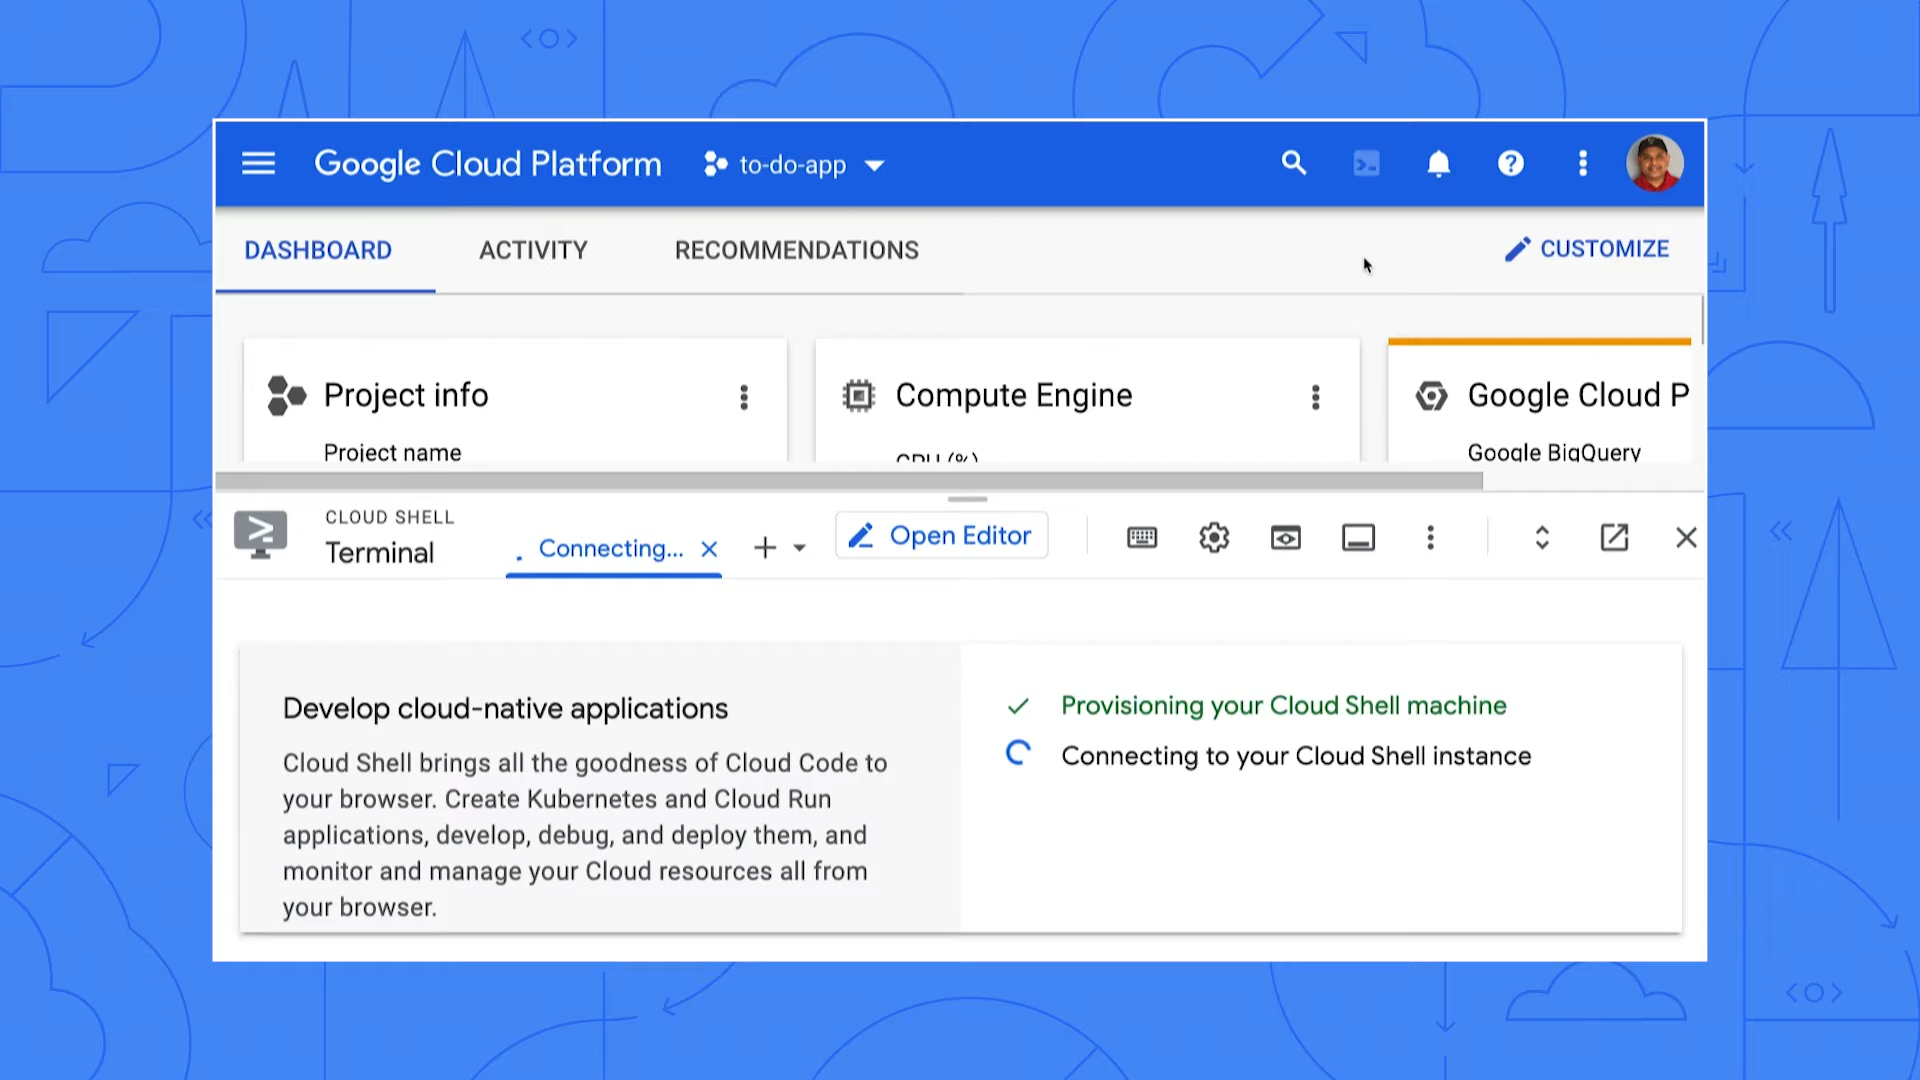 Google Cloud Platform
to-do-app
DASHBOARD
ACTIVITY
RECOMMENDATIONS
CUSTOMIZE
Project info
Project name
Compute Engine
CPU (%)
Google Cloud P
Google BigQuery
CLOUD SHELL
Terminal
Connecting...
Open Editor
Develop cloud-native applications
Cloud Shell brings all the goodness of Cloud Code to
your browser. Create Kubernetes and Cloud Run
applications, develop, debug, and deploy them, and
monitor and manage your Cloud resources all from
your browser.
Provisioning your Cloud Shell machine
Connecting to your Cloud Shell instance